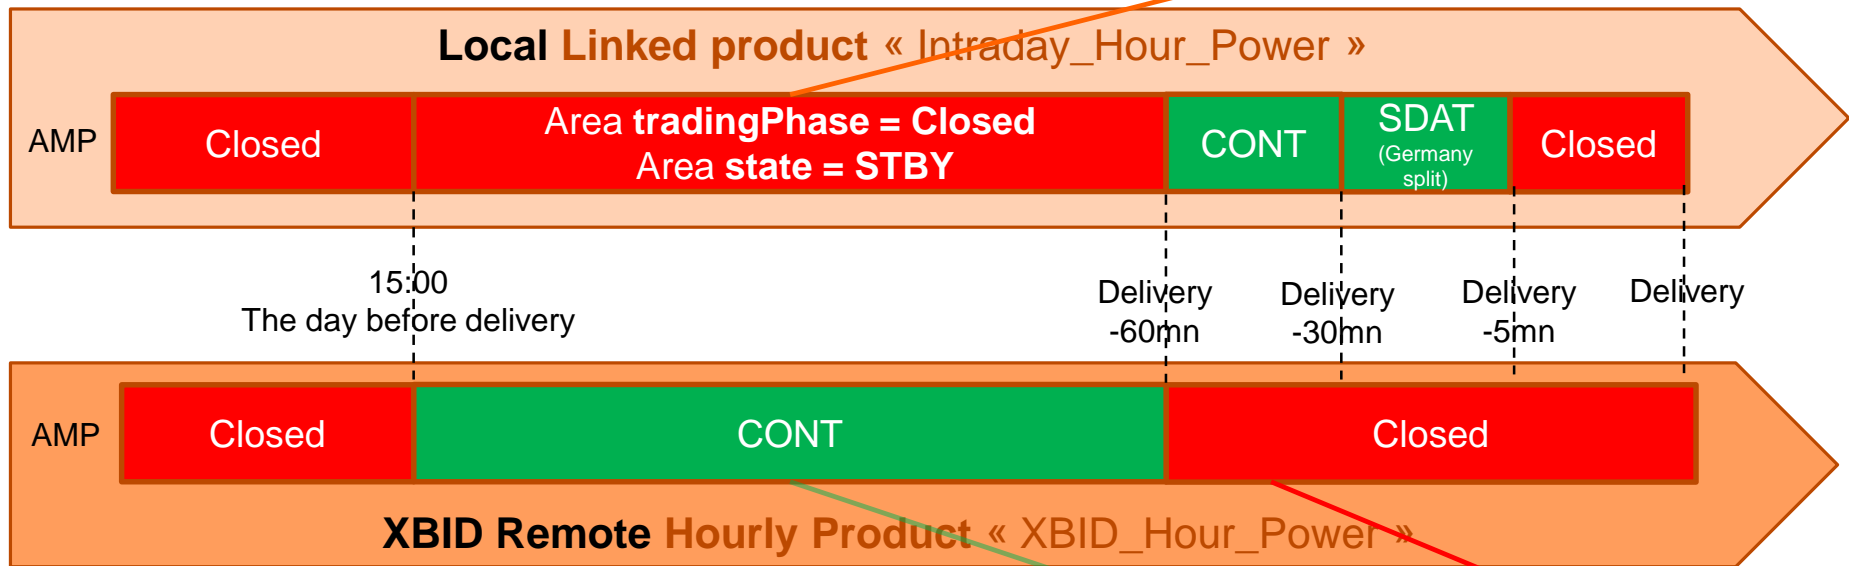 Local Linked product « Intraday_Hour_Power »
AMP
Closed
Area tradingPhase = Closed
Area state = STBY
CONT
SDAT
(Germany
split)
Closed
15:00
The day before delivery
Delivery
-60mn
Delivery
-30mn
Delivery
-5mn
Delivery
AMP
Closed
CONT
Closed
XBID Remote Hourly Product « XBID_Hour_Power »